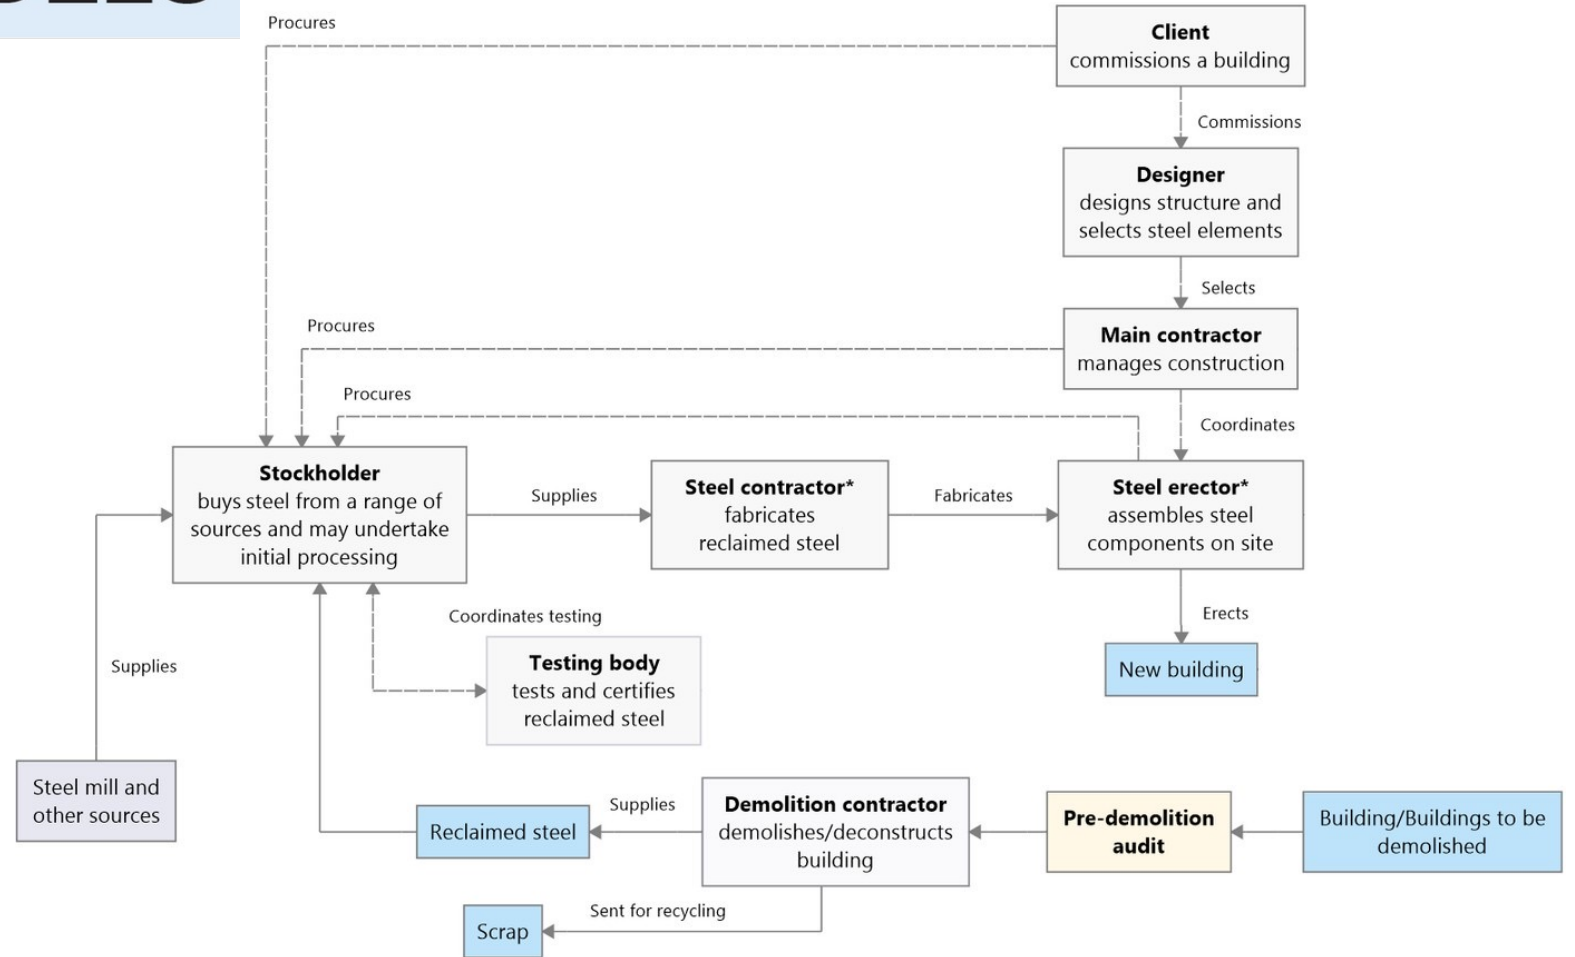 Procures
Client
commissions a building
Commissions
Designer
designs structure and
selects steel elements
Selects
Procures
Main contractor
manages construction
Procures
Coordinates
Stockholder
buys steel from a range of
sources and may undertake
initial processing
Supplies
Steel contractor*
fabricates
reclaimed steel
Fabricates
Steel erector*
assembles steel
components on site
Erects
New building
Coordinates testing
Testing body
tests and certifies
reclaimed steel
Supplies
Steel mill and
other sources
Reclaimed steel
Supplies
Demolition contractor
demolishes/deconstructs
building
Pre-demolition
audit
Building/Buildings to be
demolished
Sent for recycling
Scrap